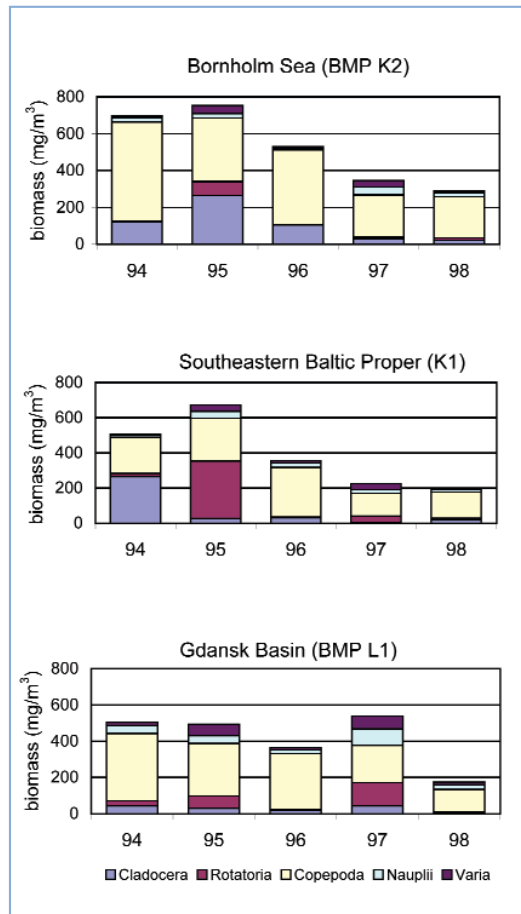 Bornholm Sea (BMP K2)
biomass (mg/m³)
800
600
400
200
0
94 95 96 97 98
Southeastern Baltic Proper (K1)
biomass (mg/m³)
800
600
400
200
0
94 95 96 97 98
Gdansk Basin (BMP L1)
biomass (mg/m³)
800
600
400
200
0
94 95 96 97 98
Cladocera Rotatoria Copepoda Nauplii Varia